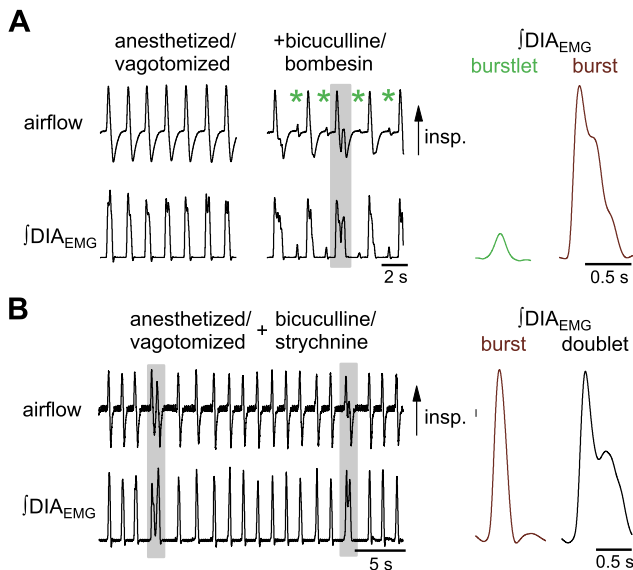 A
anesthetized/
vagotomized
+bicuculline/
bombesin
∫DIAEMG
burstlet
burst
airflow
* * * *
insp.
∫DIAEMG
2 s
0.5 s
B
anesthetized/
vagotomized
+
bicuculline/
strychnine
∫DIAEMG
burst
doublet
airflow
insp.
∫DIAEMG
5 s
0.5 s